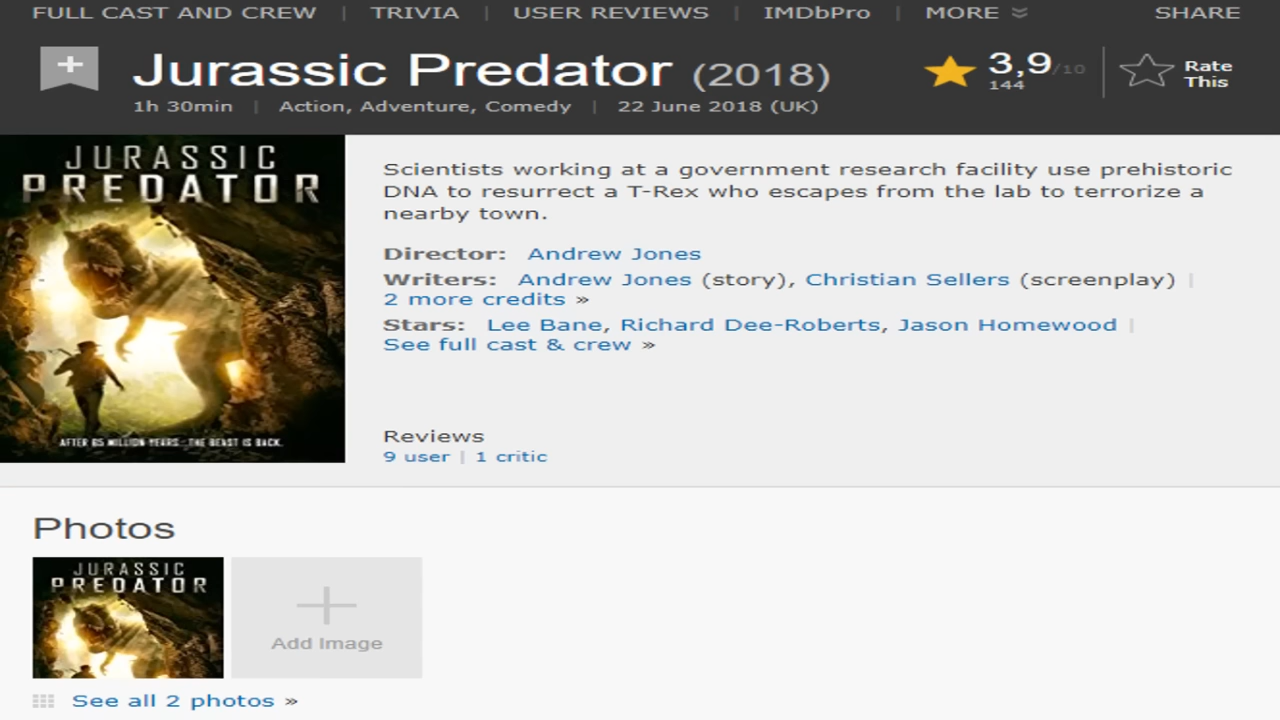 FULL CAST AND CREW | TRIVIA | USER REVIEWS | IMDbPro | MORE | SHARE
+ Jurassic Predator (2018)
3,9/10
144
Rate This
1h 30min | Action, Adventure, Comedy | 22 June 2018 (UK)
JURASSIC
PREDATOR
AFTER 65 MILLION YEARS - THE BEAST IS BACK.
Scientists working at a government research facility use prehistoric
DNA to resurrect a T-Rex who escapes from the lab to terrorize a
nearby town.
Director: Andrew Jones
Writers: Andrew Jones (story), Christian Sellers (screenplay) |
2 more credits »
Stars: Lee Bane, Richard Dee-Roberts, Jason Homewood |
See full cast & crew »
Reviews
9 user | 1 critic
Photos
JURASSIC
PREDATOR
Add Image
See all 2 photos »